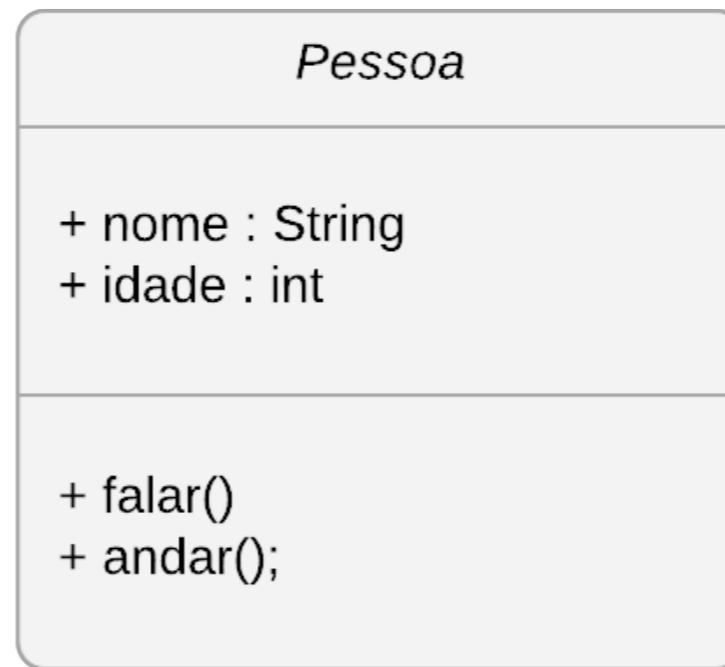 Pessoa
+ nome : String
+ idade : int
+ falar()
+ andar();